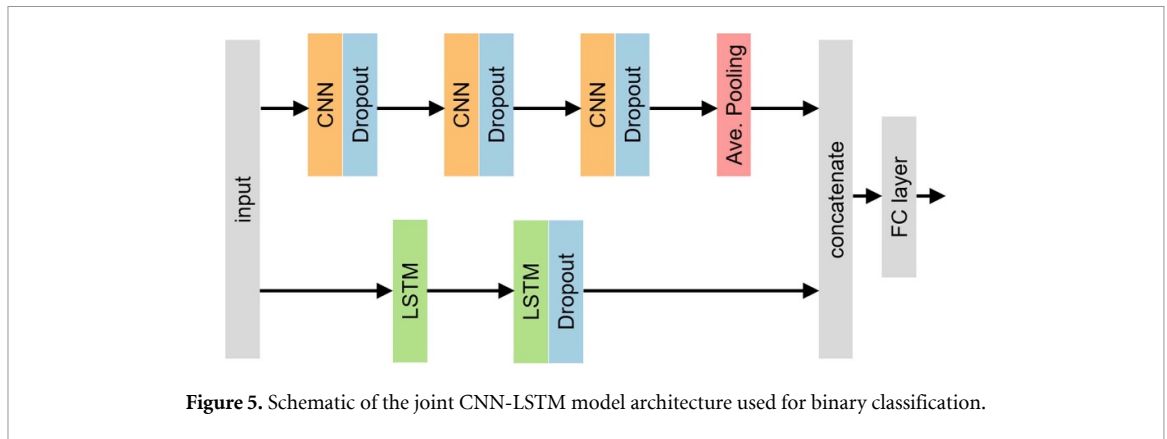 input
CNN
Dropout
CNN
Dropout
CNN
Dropout
Ave. Pooling
LSTM
LSTM
Dropout
concatenate
FC layer
Figure 5. Schematic of the joint CNN-LSTM model architecture used for binary classification.